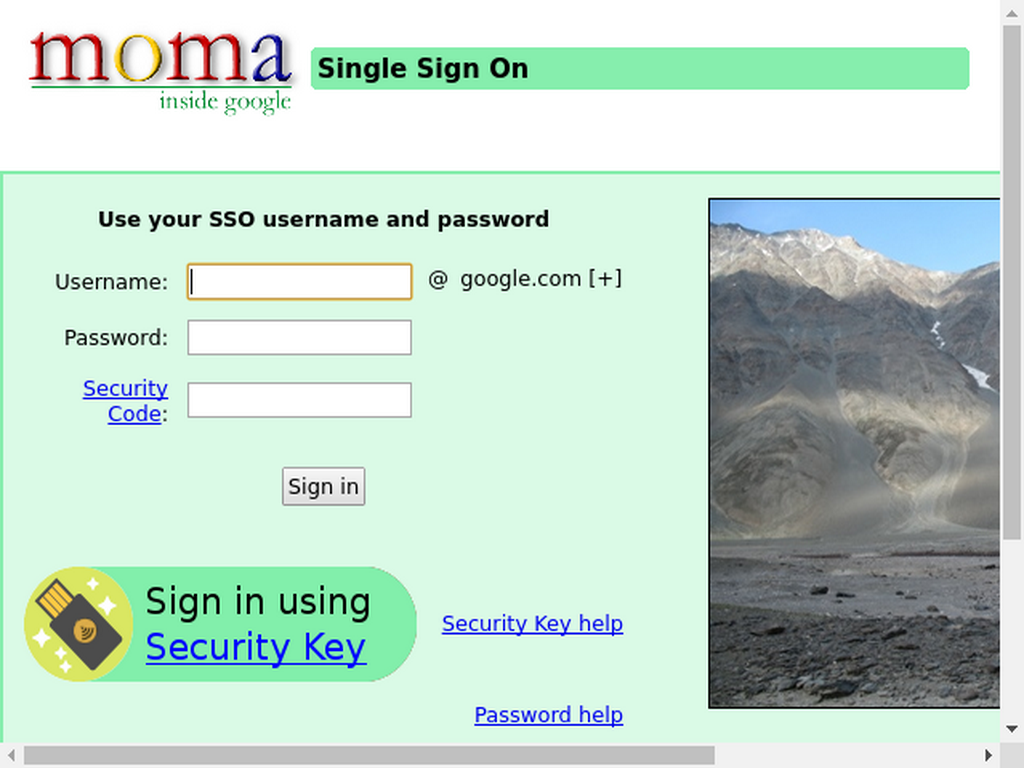 moma
inside google
Single Sign On
Use your SSO username and password
Username:
@ google.com [+]
Password:
Security
Code:
Sign in
Sign in using
Security Key
Security Key help
Password help